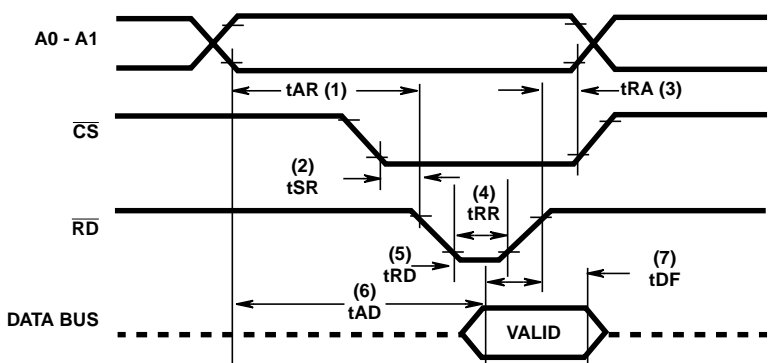 A0 - A1
tAR (1)
tRA (3)
CS
(2)
tSR
(4)
tRR
RD
(5)
tRD
(7)
tDF
(6)
tAD
DATA BUS
VALID